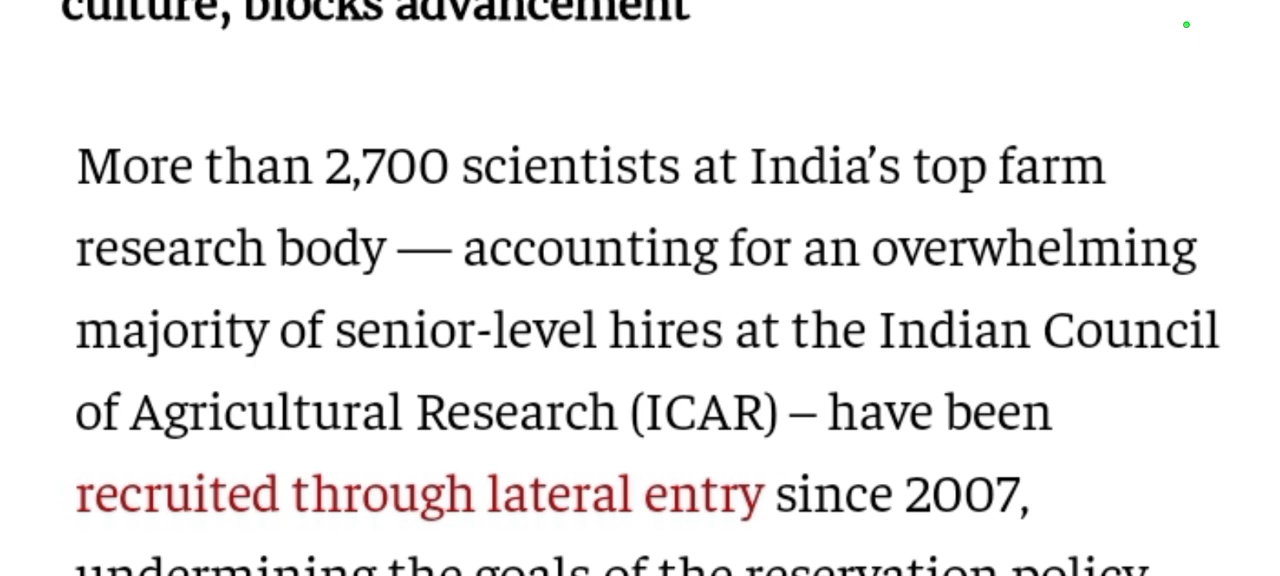 culture, blocks advancement
More than 2,700 scientists at India’s top farm
research body — accounting for an overwhelming
majority of senior-level hires at the Indian Council
of Agricultural Research (ICAR) – have been
recruited through lateral entry since 2007,
undermining the goals of the reservation policy